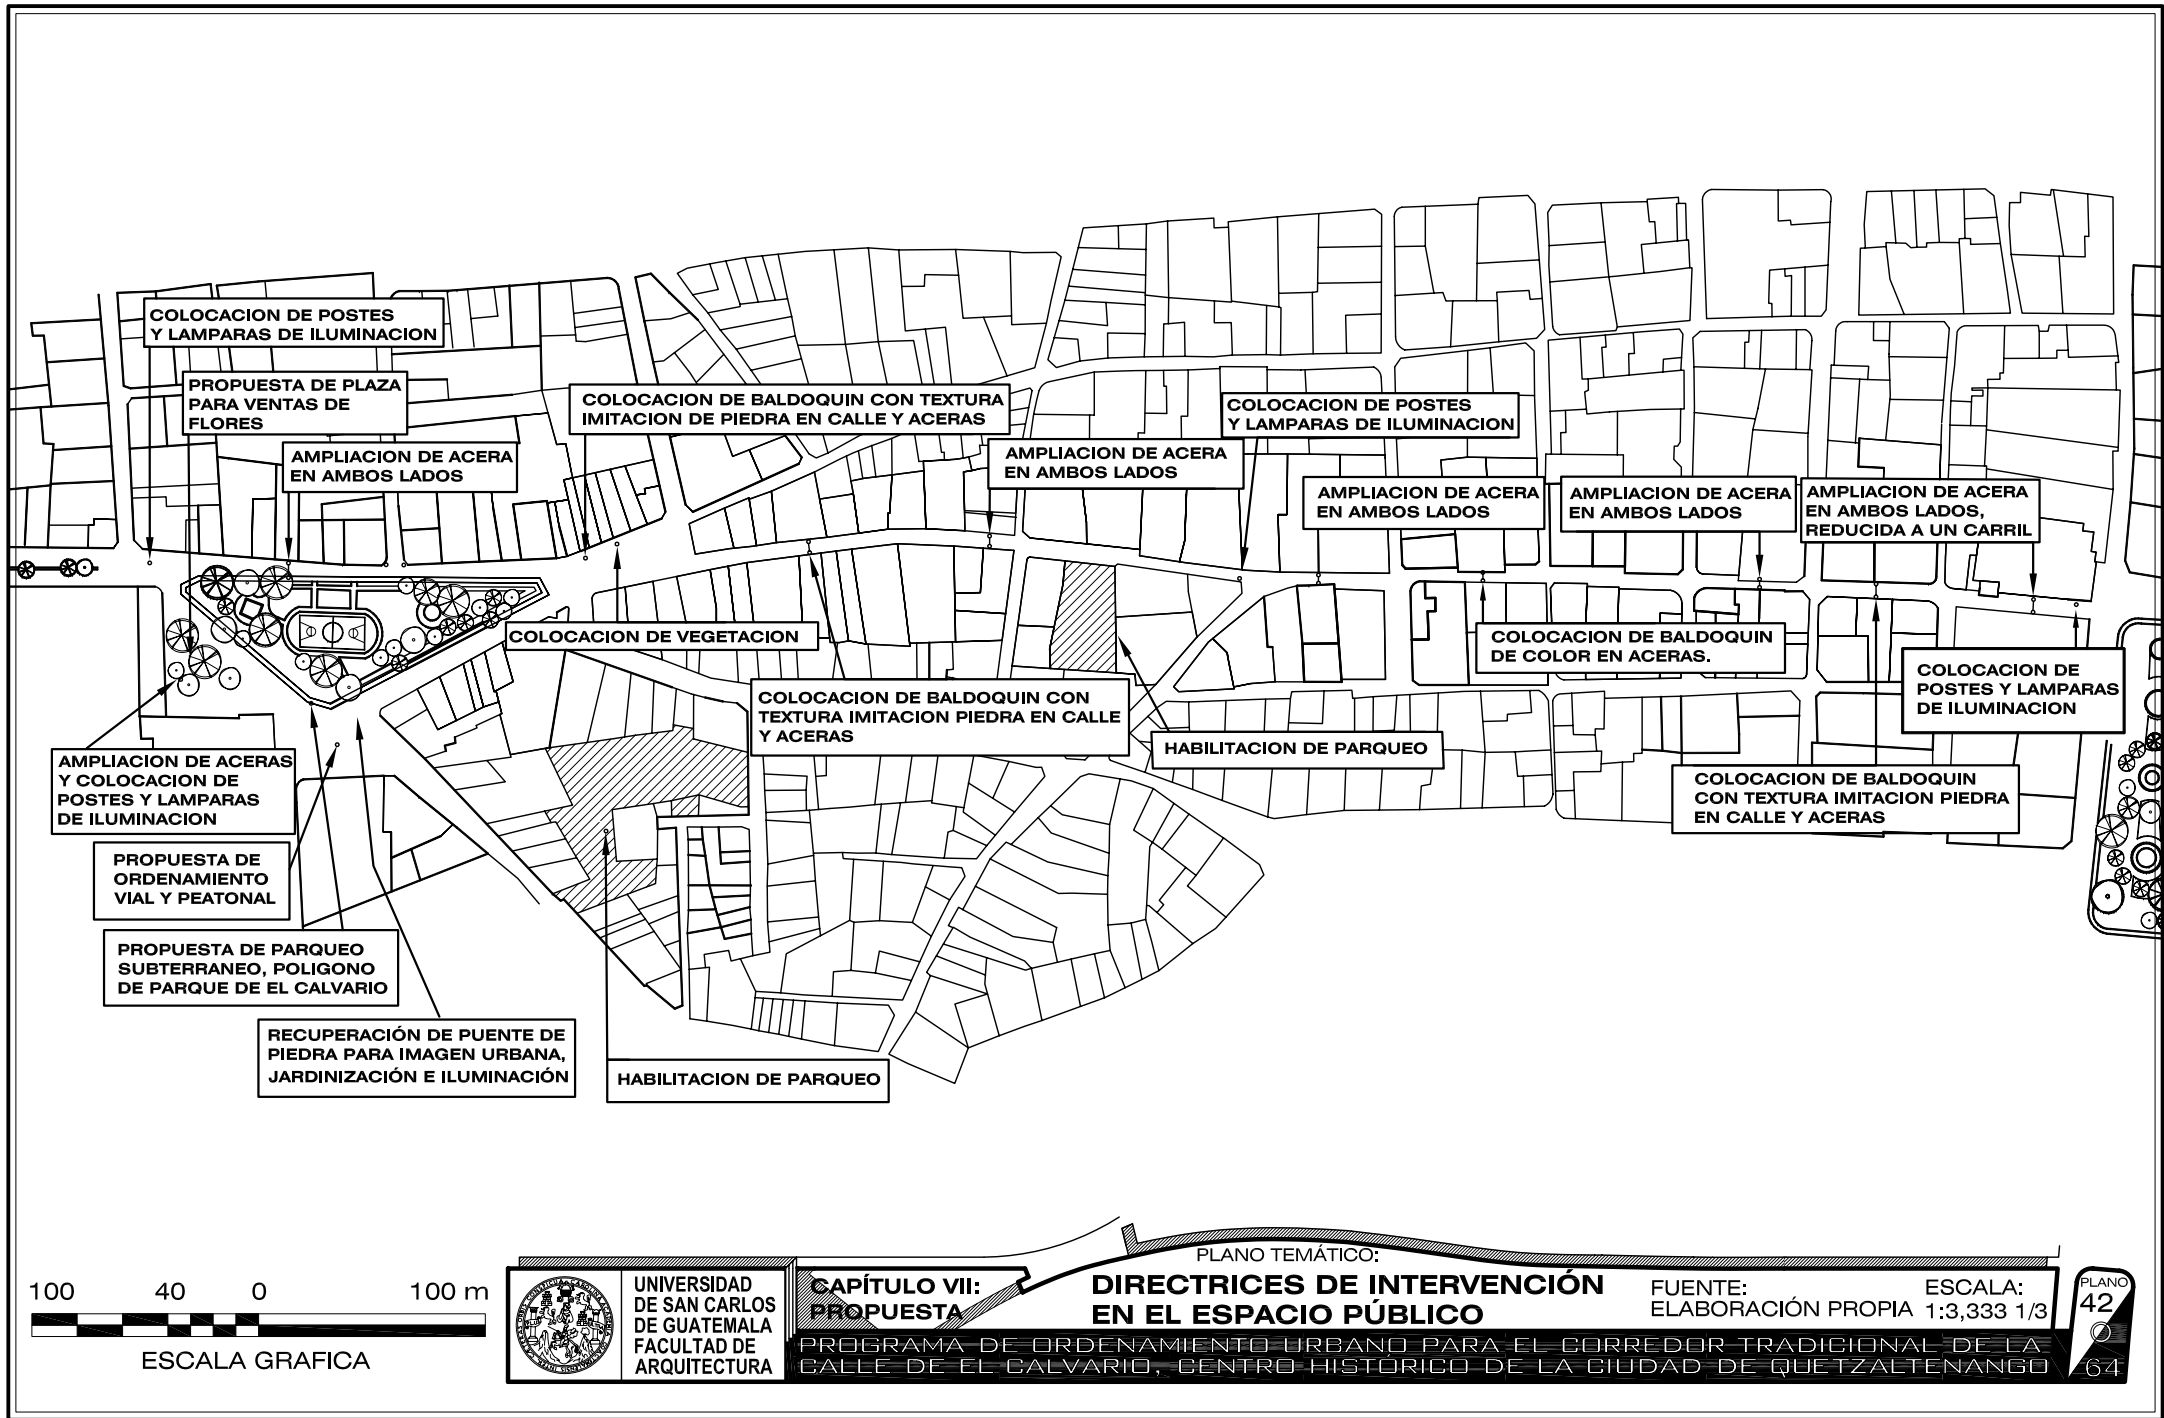 COLOCACION DE POSTES
Y LAMPARAS DE ILUMINACION
PROPUESTA DE PLAZA
PARA VENTAS DE
FLORES
AMPLIACION DE ACERA
EN AMBOS LADOS
COLOCACION DE BALDOQUIN CON TEXTURA
IMITACION DE PIEDRA EN CALLE Y ACERAS
AMPLIACION DE ACERA
EN AMBOS LADOS
COLOCACION DE POSTES
Y LAMPARAS DE ILUMINACION
AMPLIACION DE ACERA
EN AMBOS LADOS
AMPLIACION DE ACERA
EN AMBOS LADOS
AMPLIACION DE ACERA
EN AMBOS LADOS,
REDUCIDA A UN CARRIL
COLOCACION DE VEGETACION
COLOCACION DE BALDOQUIN
DE COLOR EN ACERAS.
COLOCACION DE
POSTES Y LAMPARAS
DE ILUMINACION
COLOCACION DE BALDOQUIN CON
TEXTURA IMITACION PIEDRA EN CALLE
Y ACERAS
HABILITACION DE PARQUEO
COLOCACION DE BALDOQUIN
CON TEXTURA IMITACION PIEDRA
EN CALLE Y ACERAS
AMPLIACION DE ACERAS
Y COLOCACION DE
POSTES Y LAMPARAS
DE ILUMINACION
PROPUESTA DE
ORDENAMIENTO
VIAL Y PEATONAL
PROPUESTA DE PARQUEO
SUBTERRANEO, POLIGONO
DE PARQUE DE EL CALVARIO
RECUPERACIÓN DE PUENTE DE
PIEDRA PARA IMAGEN URBANA,
JARDINIZACIÓN E ILUMINACIÓN
HABILITACION DE PARQUEO
100 40 0 100 m
ESCALA GRAFICA
UNIVERSIDAD
DE SAN CARLOS
DE GUATEMALA
FACULTAD DE
ARQUITECTURA
CAPÍTULO VII:
PROPUESTA
PLANO TEMÁTICO:
DIRECTRICES DE INTERVENCIÓN
EN EL ESPACIO PÚBLICO
FUENTE:
ELABORACIÓN PROPIA
ESCALA:
1:3,333 1/3
PROGRAMA DE ORDENAMIENTO URBANO PARA EL CORREDOR TRADICIONAL DE LA
CALLE DE EL CALVARIO, CENTRO HISTÓRICO DE LA CIUDAD DE QUETZALTENANGO
PLANO
42
64